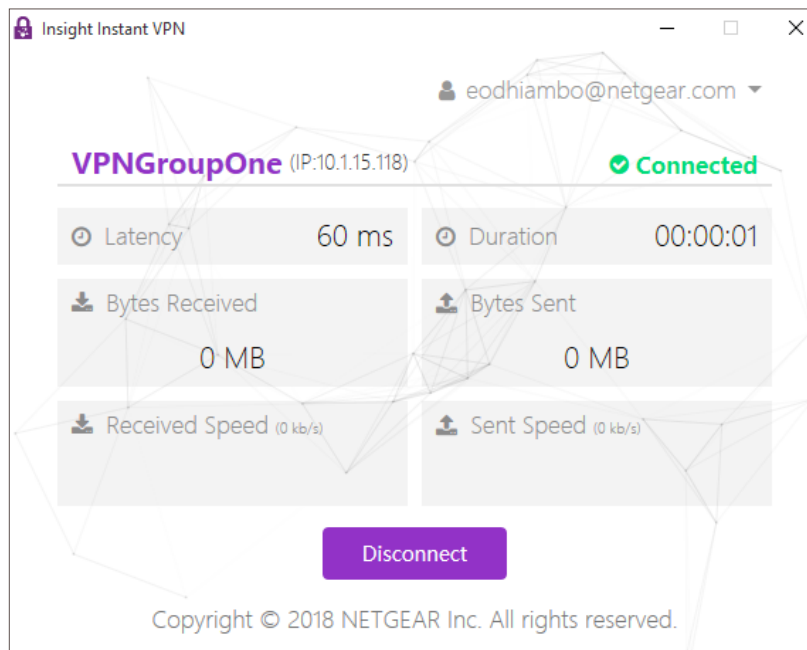 Insight Instant VPN
eodhiambo@netgear.com
VPNGroupOne (IP:10.1.15.118) Connected
Latency 60 ms Duration 00:00:01
Bytes Received Bytes Sent
0 MB 0 MB
Received Speed (0 kb/s) Sent Speed (0 kb/s)
Disconnect
Copyright © 2018 NETGEAR Inc. All rights reserved.